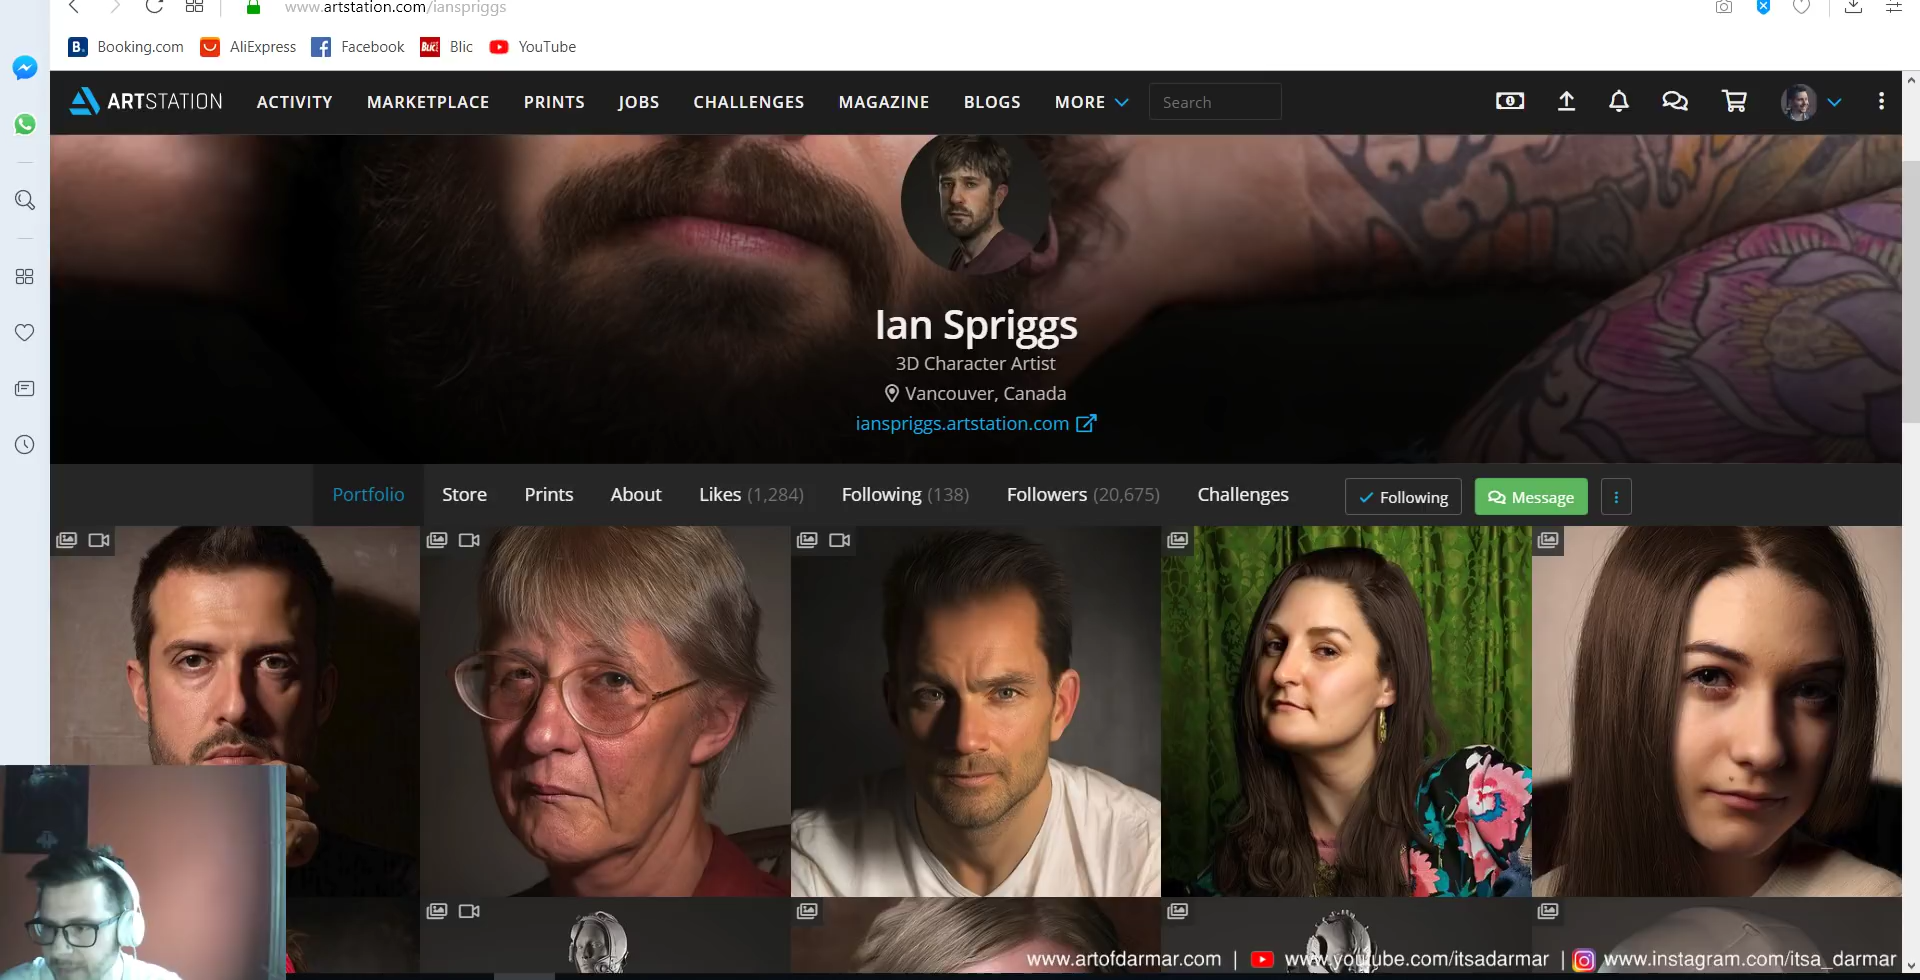 www.artstation.com/ianspriggs
B. Booking.com AliExpress Facebook BLIC Blic YouTube
ARTSTATION ACTIVITY MARKETPLACE PRINTS JOBS CHALLENGES MAGAZINE BLOGS MORE Search
Ian Spriggs
3D Character Artist
Vancouver, Canada
ianspriggs.artstation.com
Portfolio Store Prints About Likes (1,284) Following (138) Followers (20,675) Challenges Following Message
www.artofdarmar.com | www.youtube.com/itsadarmar | www.instagram.com/itsa_darmar